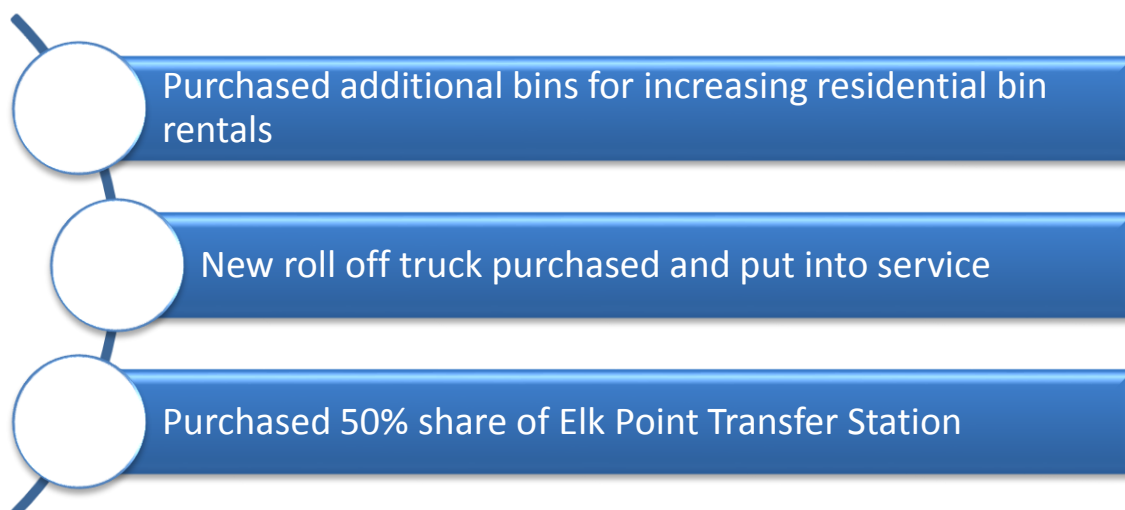 Purchased additional bins for increasing residential bin
rentals
New roll off truck purchased and put into service
Purchased 50% share of Elk Point Transfer Station